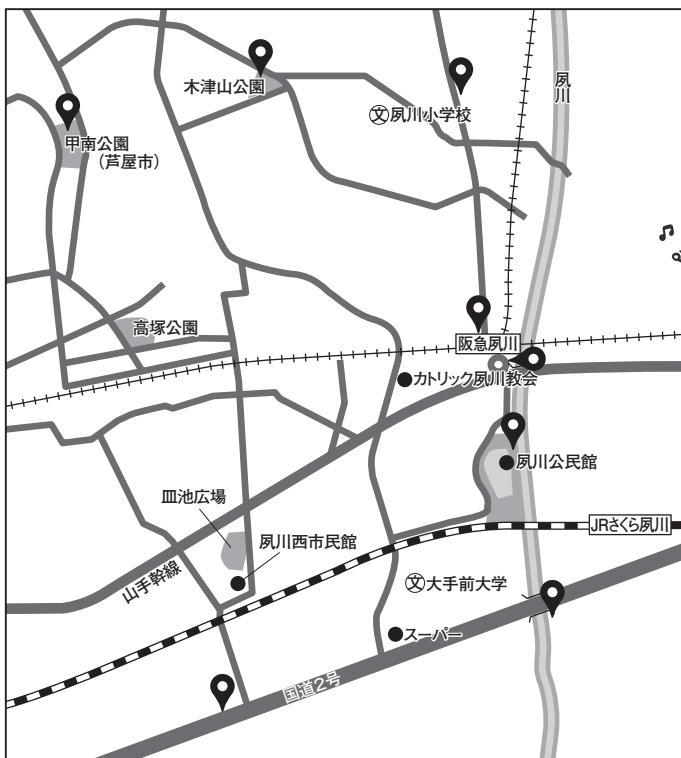 木津山公園
夙川
文夙川小学校
甲南公園
(芦屋市)
高塚公園
阪急夙川
カトリック夙川教会
夙川公民館
皿池広場
JRさくら夙川
夙川西市民館
山手幹線
文大手前大学
スーパー
国道2号